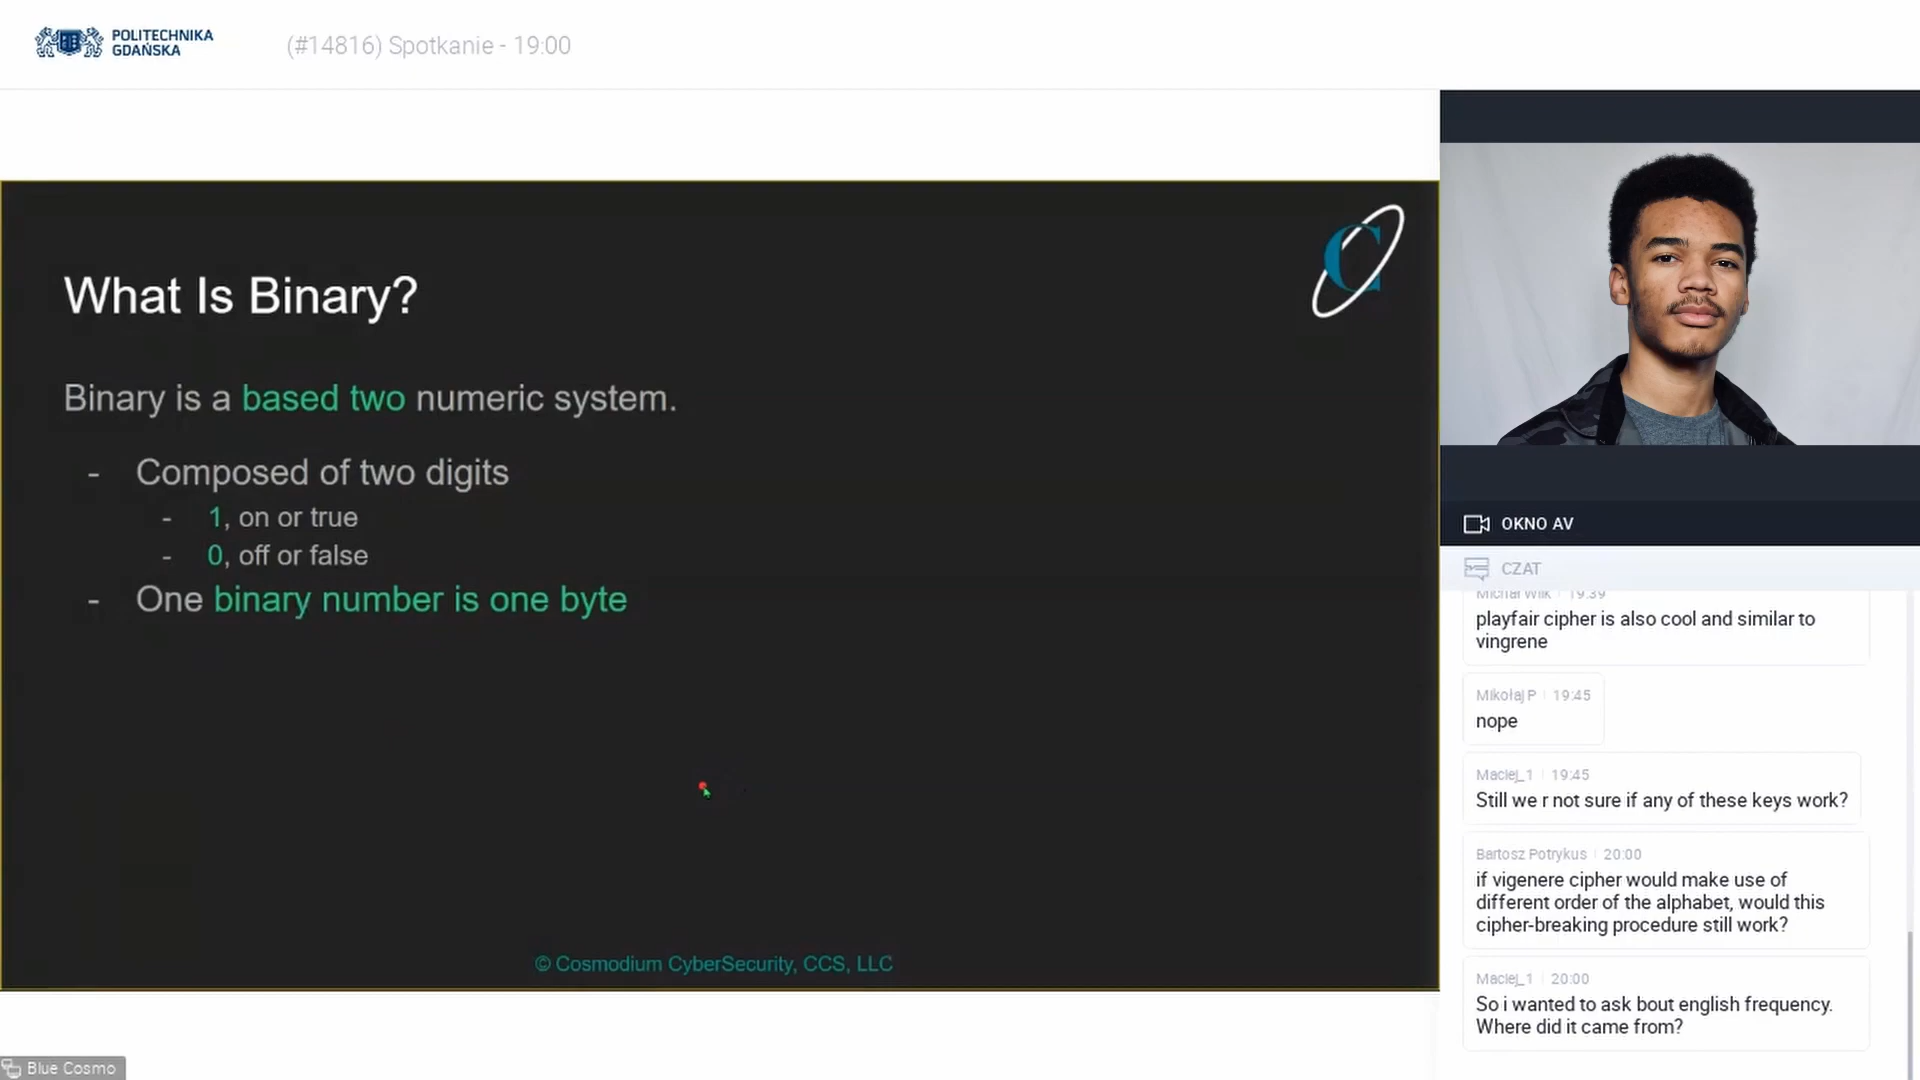 POLITECHNIKA
GDAŃSKA
(#14816) Spotkanie - 19:00
What Is Binary?
Binary is a based two numeric system.
- Composed of two digits
- 1, on or true
- 0, off or false
- One binary number is one byte
© Cosmodium CyberSecurity, CCS, LLC
Blue Cosmo
OKNO AV
CZAT
Michał Wilk 19:39
playfair cipher is also cool and similar to
vingrene
Mikołaj P 19:45
nope
Maciej_1 19:45
Still we r not sure if any of these keys work?
Bartosz Potrykus 20:00
if vigenere cipher would make use of
different order of the alphabet, would this
cipher-breaking procedure still work?
Maciej_1 20:00
So i wanted to ask bout english frequency.
Where did it came from?